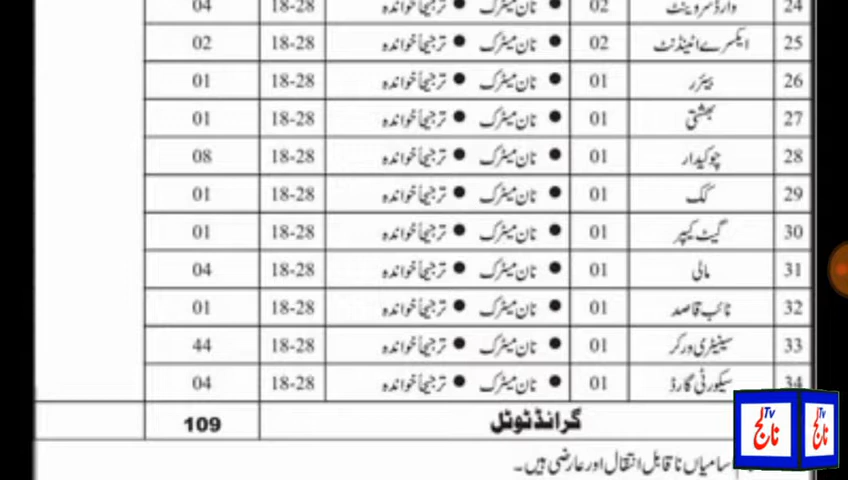 24 وارڈ سروینٹ 02 • نان میٹرک • ترجیحاً خواندہ 18-28 04
25 ایکسرے اٹینڈنٹ 02 • نان میٹرک • ترجیحاً خواندہ 18-28 02
26 بیئرر 01 • نان میٹرک • ترجیحاً خواندہ 18-28 01
27 بہشتی 01 • نان میٹرک • ترجیحاً خواندہ 18-28 01
28 چوکیدار 01 • نان میٹرک • ترجیحاً خواندہ 18-28 08
29 کک 01 • نان میٹرک • ترجیحاً خواندہ 18-28 01
30 گیٹ کیپر 01 • نان میٹرک • ترجیحاً خواندہ 18-28 01
31 مالی 01 • نان میٹرک • ترجیحاً خواندہ 18-28 04
32 نائب قاصد 01 • نان میٹرک • ترجیحاً خواندہ 18-28 01
33 سینیٹری ورکر 01 • نان میٹرک • ترجیحاً خواندہ 18-28 44
34 سیکورٹی گارڈ 01 • نان میٹرک • ترجیحاً خواندہ 18-28 04
گرانڈ ٹوٹل 109
سامیاں ناقابل انتقال اور عارضی ہیں۔
Tv